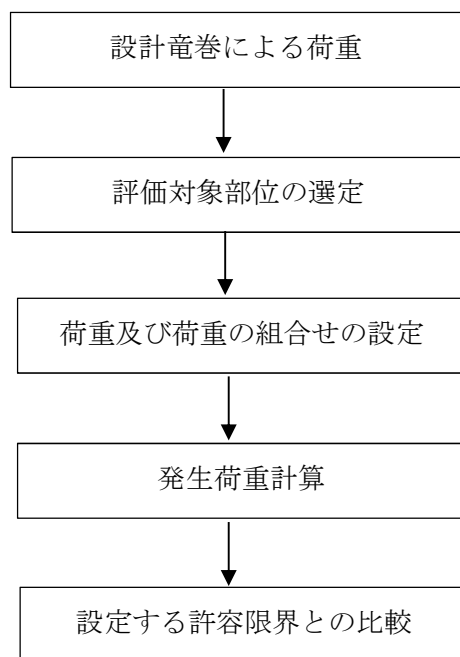 設計竜巻による荷重
評価対象部位の選定
荷重及び荷重の組合せの設定
発生荷重計算
設定する許容限界との比較